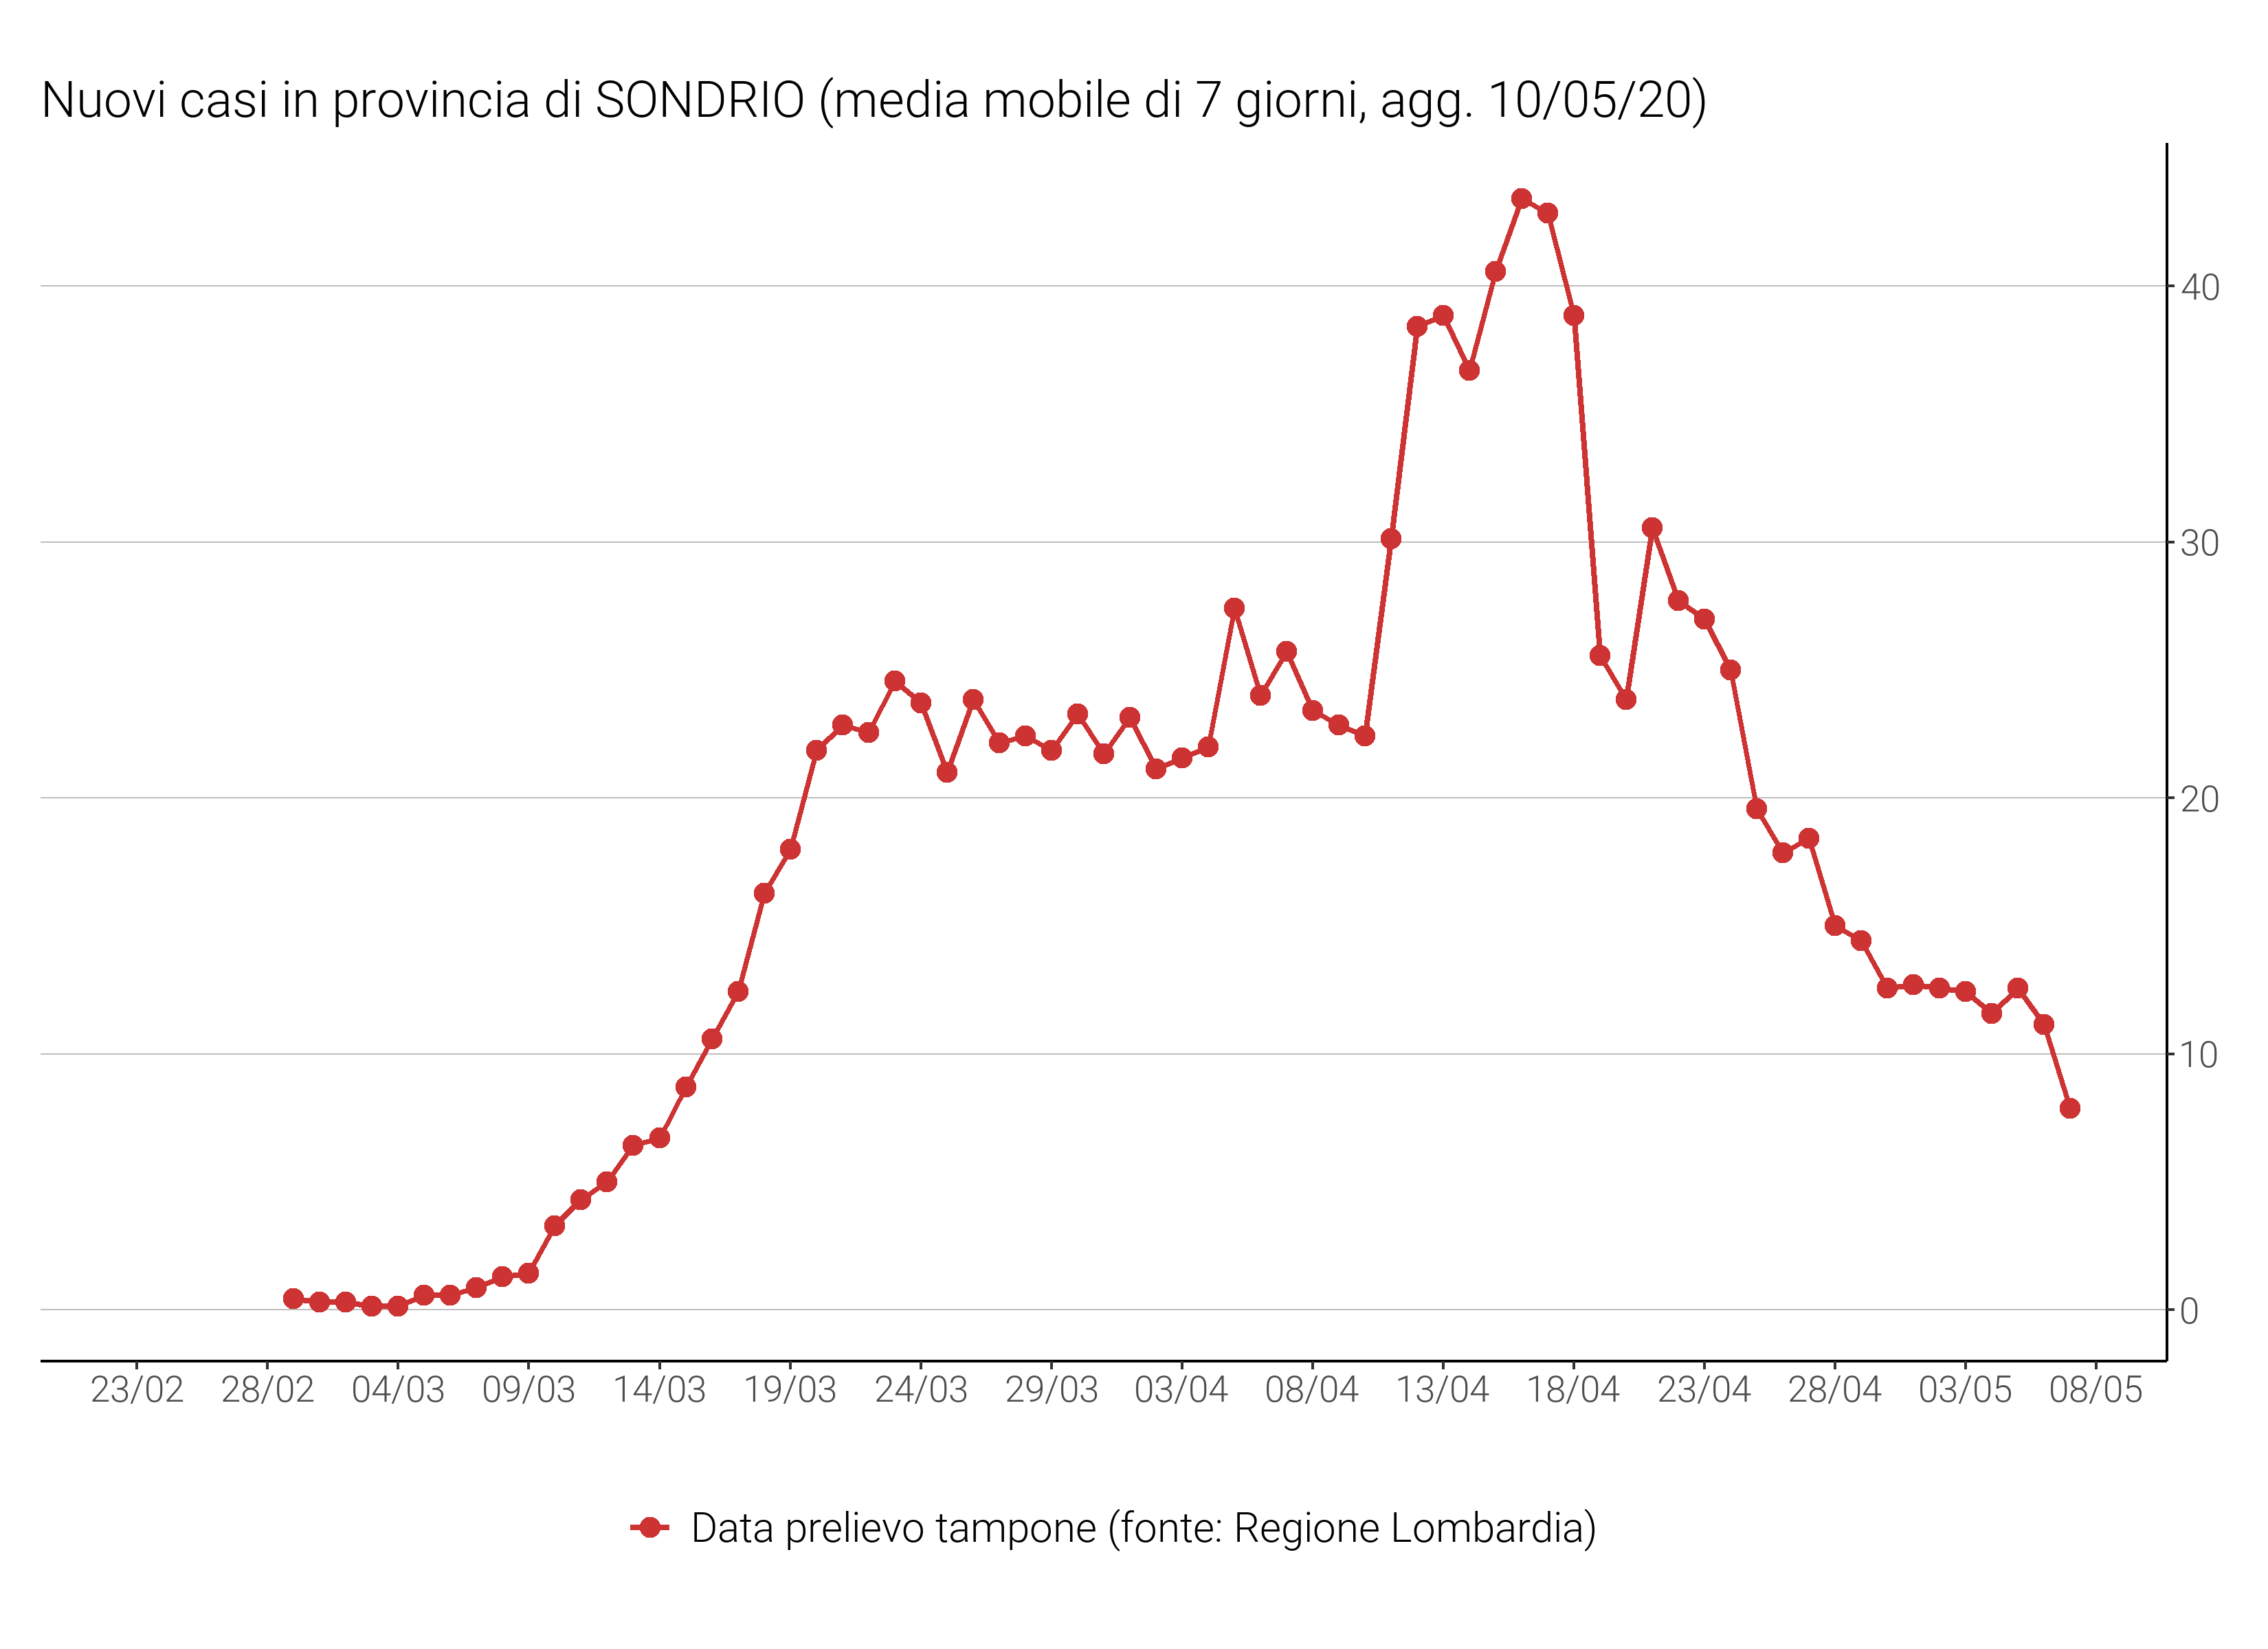 Nuovi casi in provincia di SONDRIO (media mobile di 7 giorni, agg. 10/05/20)
40
30
20
10
0
23/02 28/02 04/03 09/03 14/03 19/03 24/03 29/03 03/04 08/04 13/04 18/04 23/04 28/04 03/05 08/05
Data prelievo tampone (fonte: Regione Lombardia)